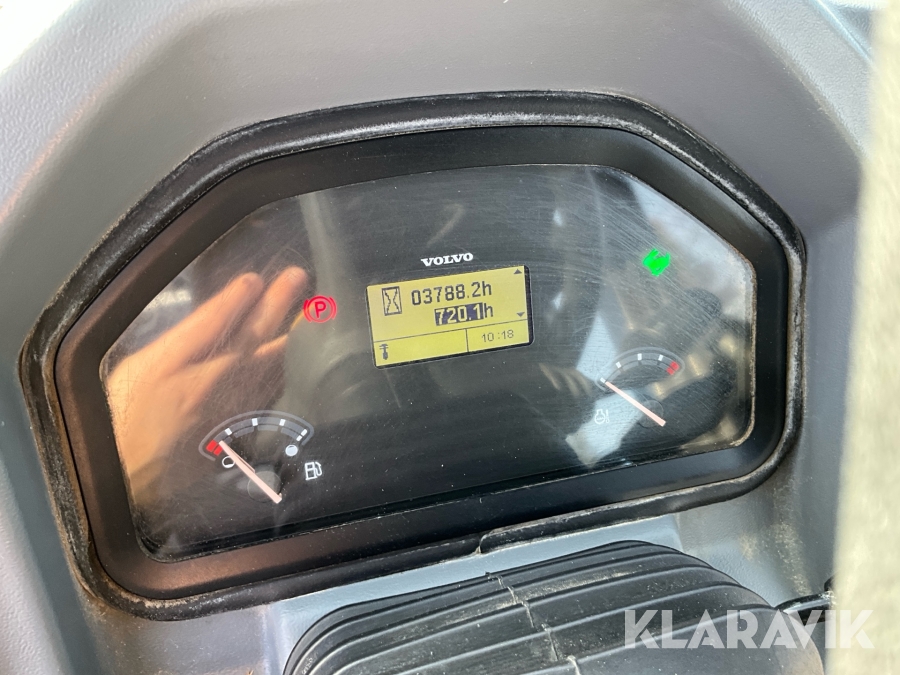 VOLVO
03788.2h
720.1h
10:18
P
KLARAVIK